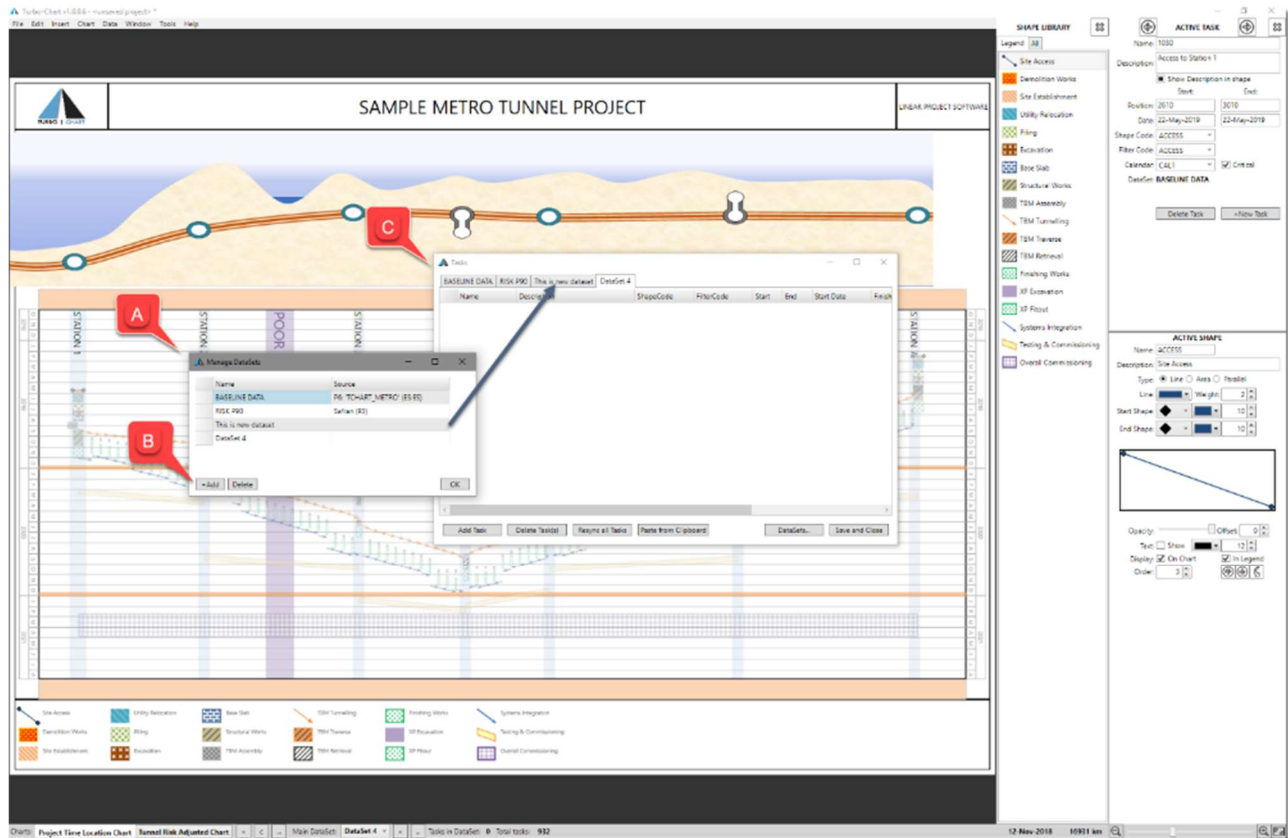 Turbo-Chart v1.0.0.6 - <unsaved project> *
File Edit Insert Chart Data Window Tools Help
TURBO | CHART
SAMPLE METRO TUNNEL PROJECT
LINEAR PROJECT SOFTWARE
C
Tasks
BASELINE DATA RISK P90 This is new dataset DataSet 4
Name Description ShapeCode FilterCode Start End Start Date Finish
A
STATION 1
STATION
POOR
STATION
STATION
Manage DataSets
Name Source
BASELINE DATA P6: 'TCHART_METRO' (ES:ES)
RISK P90 Safran (93)
This is new dataset
DataSet 4
B
+Add Delete OK
Add Task Delete Task(s) Resync all Tasks Paste from Clipboard DataSets... Save and Close
Site Access Utility Relocation Base Slab TBM Tunnelling Finishing Works Systems Integration
Demolition Works Piling Structural Works TBM Traverse XP Excavation Testing & Commissioning
Site Establishment Excavation TBM Assembly TBM Retrieval XP Fitout Overall Commissioning
Charts: Project Time Location Chart Tunnel Risk Adjusted Chart + c ... Main DataSet: DataSet 4 + ... Tasks in DataSet: 0 Total tasks: 932
12-Nov-2018 16931 km
SHAPE LIBRARY
Legend All
Site Access
Demolition Works
Site Establishment
Utility Relocation
Piling
Excavation
Base Slab
Structural Works
TBM Assembly
TBM Tunnelling
TBM Traverse
TBM Retrieval
Finishing Works
XP Excavation
XP Fitout
Systems Integration
Testing & Commissioning
Overall Commissioning
ACTIVE TASK
Name: 1030
Description: Access to Station 1
Show Description in shape
Start: End:
Position: 2610 3010
Date: 22-May-2019 22-May-2019
Shape Code: ACCESS
Filter Code: ACCESS
Calendar: CAL1 Critical
DataSet: BASELINE DATA
Delete Task +New Task
ACTIVE SHAPE
Name: ACCESS
Description: Site Access
Type: Line Area Parallel
Line: Weight: 2
Start Shape: 10
End Shape: 10
Opacity: Offset: 0
Text: Show 12
Display: On Chart In Legend
Order: 3